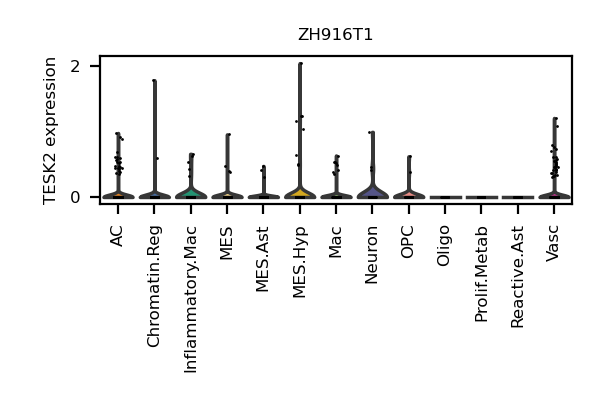 ZH916T1
TESK2 expression
2
0
AC
Chromatin.Reg
Inflammatory.Mac
MES
MES.Ast
MES.Hyp
Mac
Neuron
OPC
Oligo
Prolif.Metab
Reactive.Ast
Vasc